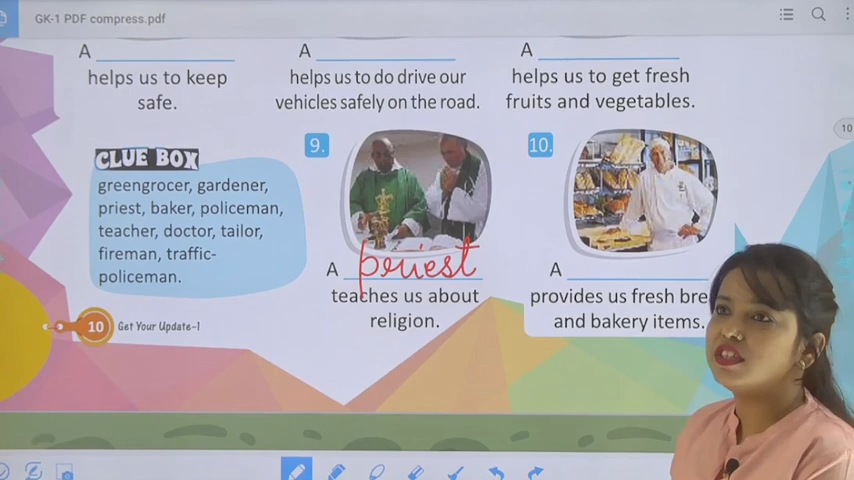 GK-1 PDF compress.pdf
A
helps us to keep
safe.
A
helps us to do drive our
vehicles safely on the road.
A
helps us to get fresh
fruits and vegetables.
10
CLUE BOX
greengrocer, gardener,
priest, baker, policeman,
teacher, doctor, tailor,
fireman, traffic-
policeman.
9.
A priest
teaches us about
religion.
10.
A
provides us fresh bre
and bakery items.
10 Get Your Update-1